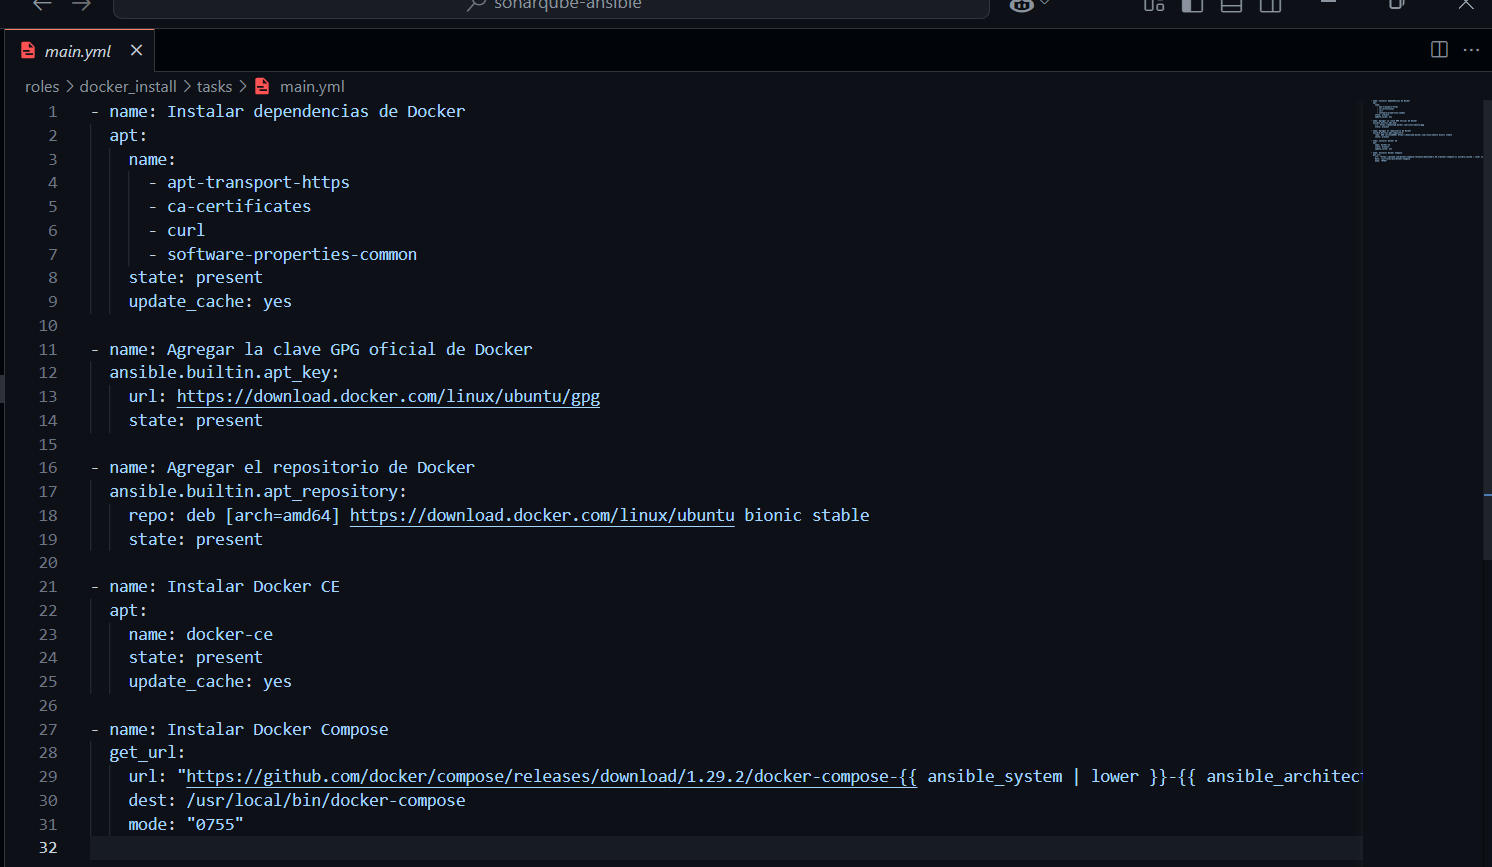 sonarqube-ansible
main.yml
roles > docker_install > tasks > main.yml
1 - name: Instalar dependencias de Docker
2 apt:
3 name:
4 - apt-transport-https
5 - ca-certificates
6 - curl
7 - software-properties-common
8 state: present
9 update_cache: yes
10
11 - name: Agregar la clave GPG oficial de Docker
12 ansible.builtin.apt_key:
13 url: https://download.docker.com/linux/ubuntu/gpg
14 state: present
15
16 - name: Agregar el repositorio de Docker
17 ansible.builtin.apt_repository:
18 repo: deb [arch=amd64] https://download.docker.com/linux/ubuntu bionic stable
19 state: present
20
21 - name: Instalar Docker CE
22 apt:
23 name: docker-ce
24 state: present
25 update_cache: yes
26
27 - name: Instalar Docker Compose
28 get_url:
29 url: "https://github.com/docker/compose/releases/download/1.29.2/docker-compose-{{ ansible_system | lower }}-{{ ansible_architec
30 dest: /usr/local/bin/docker-compose
31 mode: "0755"
32